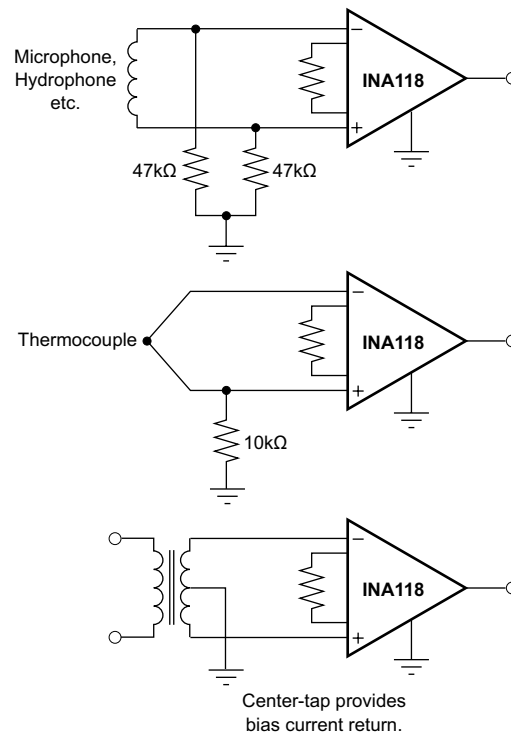 Microphone,
Hydrophone
etc.
−
INA118
+
47kΩ
47kΩ
−
Thermocouple
INA118
+
10kΩ
−
INA118
+
Center-tap provides
bias current return.